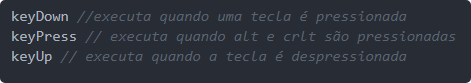 keyDown //executa quando uma tecla é pressionada
keyPress // executa quando alt e crlt são pressionadas
keyUp // executa quando a tecla é despressionada